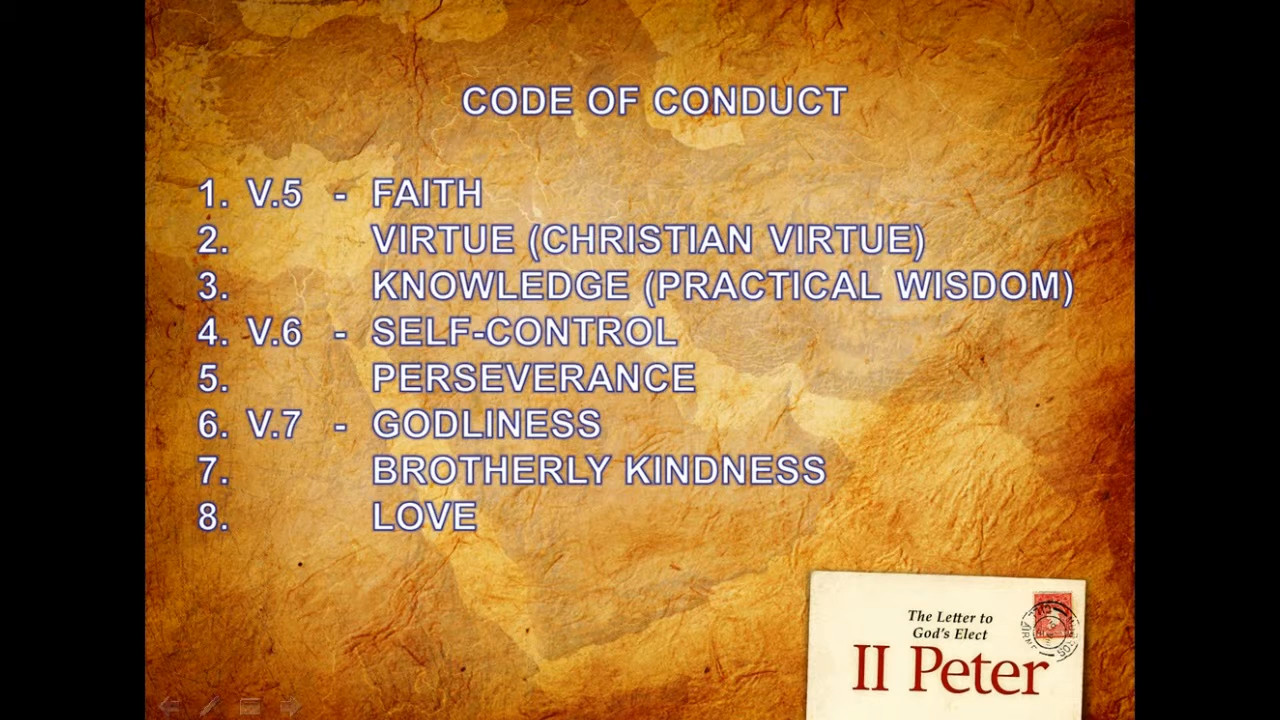 CODE OF CONDUCT
1. V.5 - FAITH
2. VIRTUE (CHRISTIAN VIRTUE)
3. KNOWLEDGE (PRACTICAL WISDOM)
4. V.6 - SELF-CONTROL
5. PERSEVERANCE
6. V.7 - GODLINESS
7. BROTHERLY KINDNESS
8. LOVE
The Letter to
God's Elect
II Peter